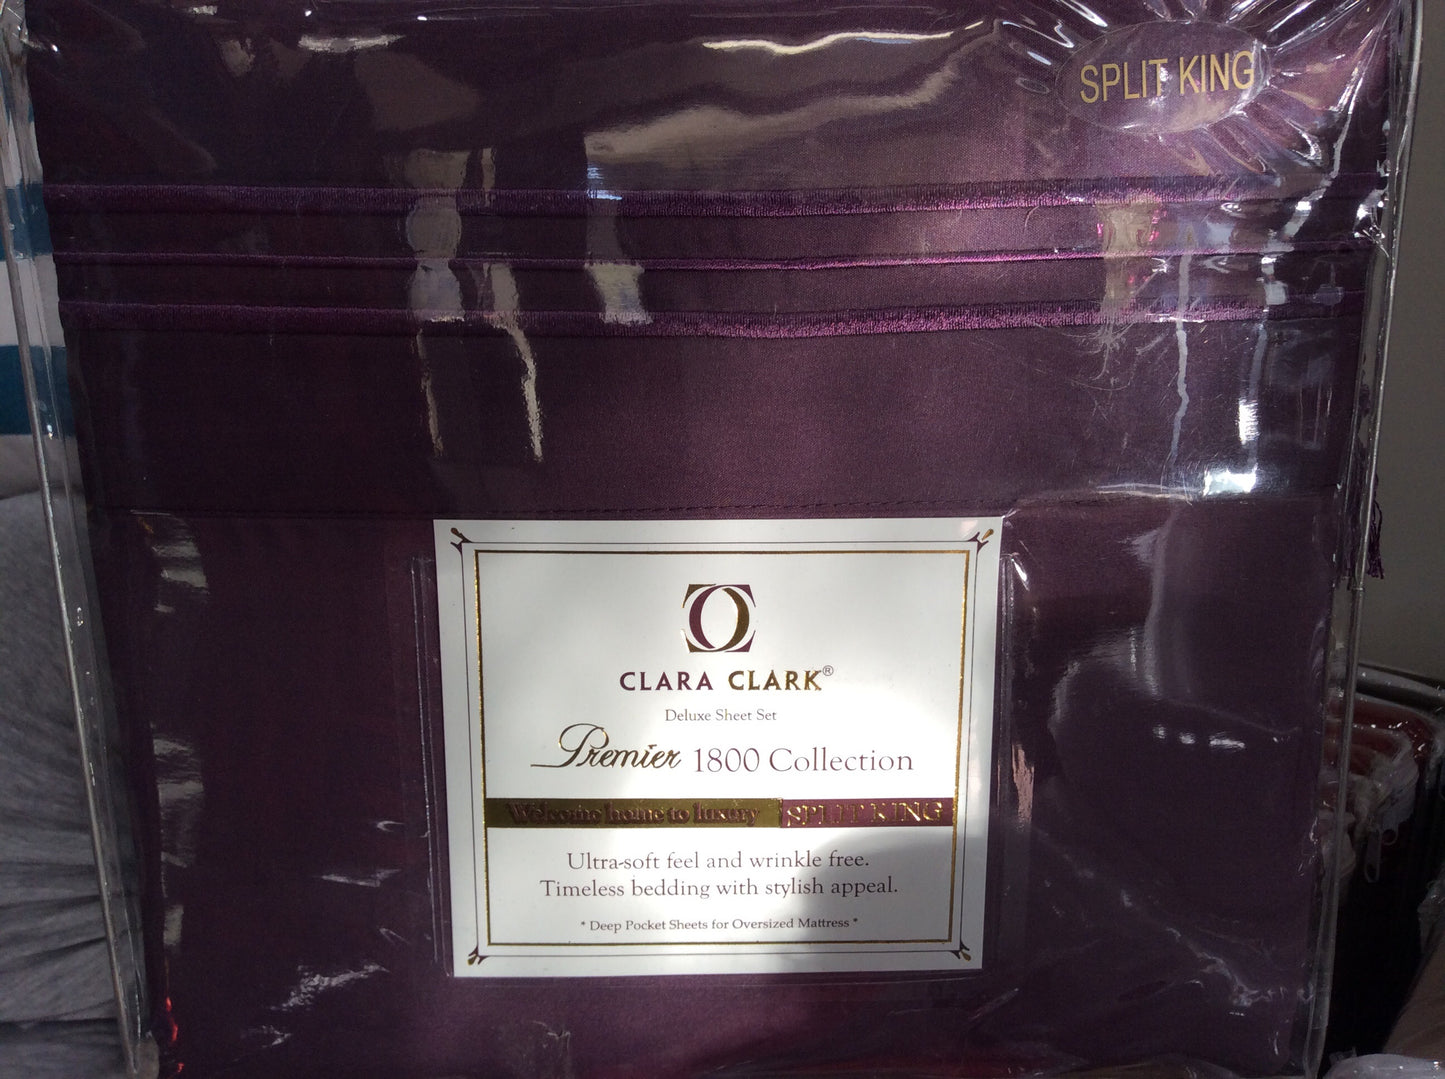 SPLIT KING
CLARA CLARK®
Deluxe Sheet Set
Premier 1800 Collection
Welcome home to luxury SPLIT KING
Ultra-soft feel and wrinkle free.
Timeless bedding with stylish appeal.
* Deep Pocket Sheets for Oversized Mattress *